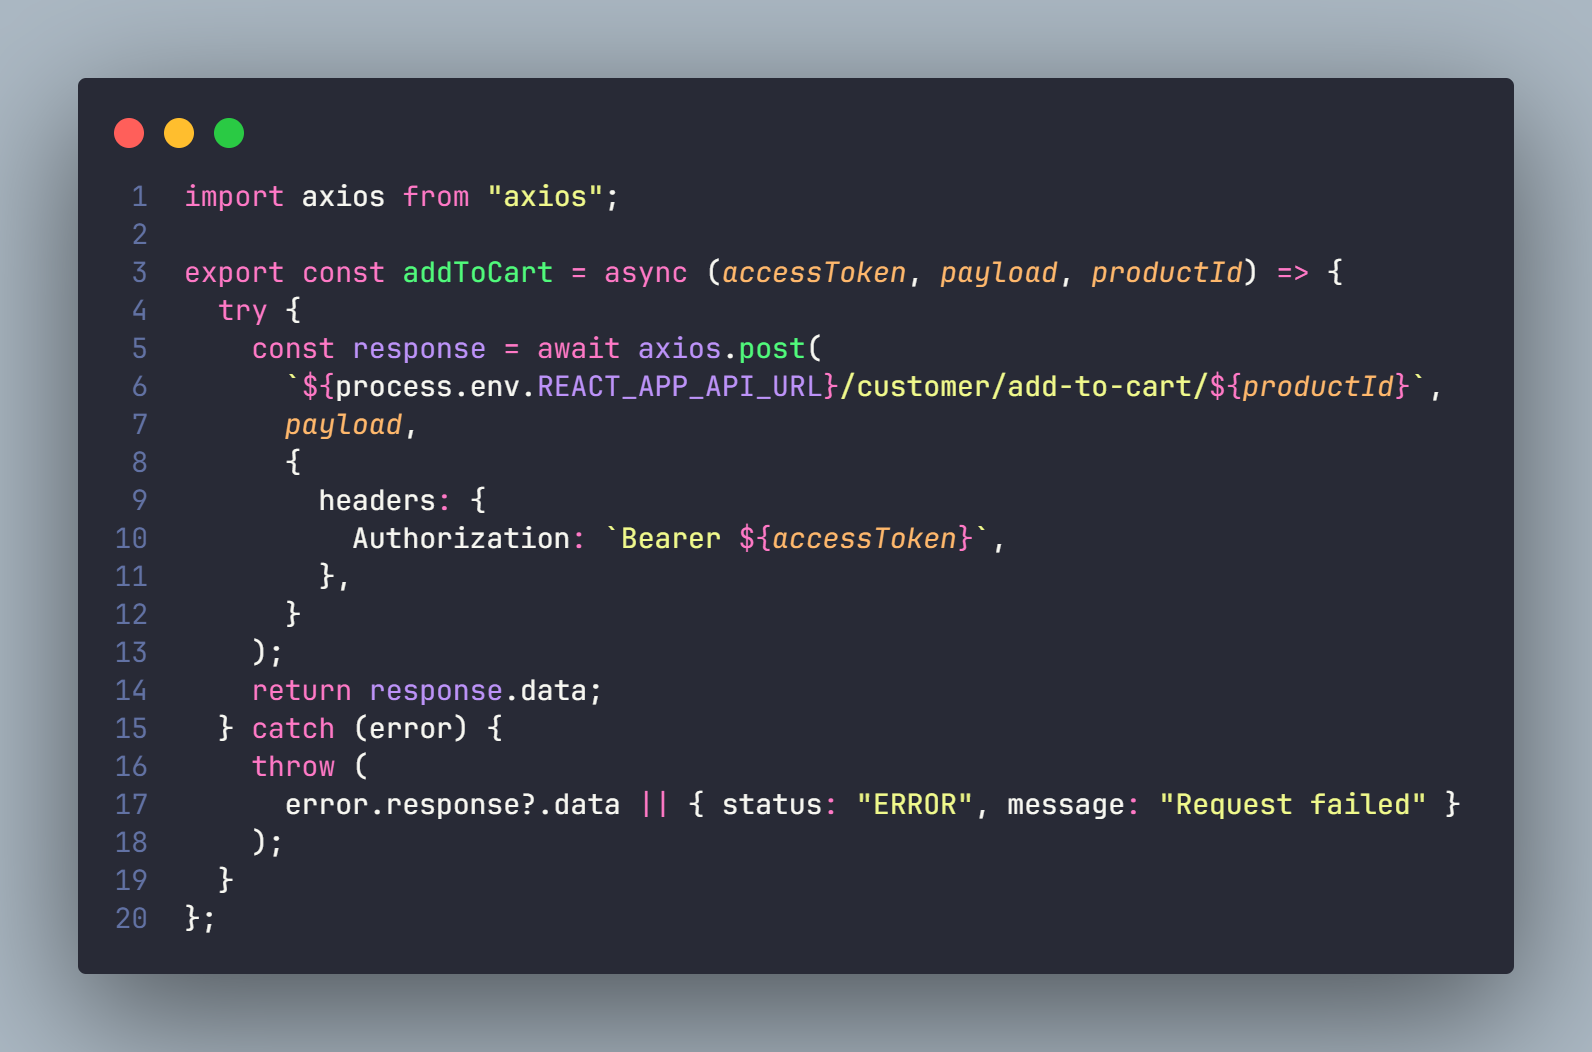 1 import axios from "axios";
2
3 export const addToCart = async (accessToken, payload, productId) => {
4   try {
5     const response = await axios.post(
6       `${process.env.REACT_APP_API_URL}/customer/add-to-cart/${productId}`,
7       payload,
8       {
9         headers: {
10           Authorization: `Bearer ${accessToken}`,
11         },
12       }
13     );
14     return response.data;
15   } catch (error) {
16     throw (
17       error.response?.data || { status: "ERROR", message: "Request failed" }
18     );
19   }
20 };